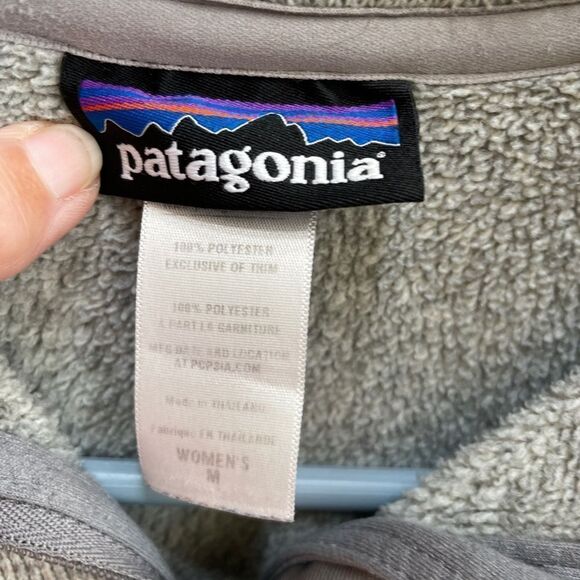 patagonia®
100% POLYESTER
EXCLUSIVE OF TRIM
100% POLYESTER
À PART LA GARNITURE
MFG DATE AND LOCATION
AT PCPSIA.COM
Made in THAILAND
Fabriqué EN THAILANDE
WOMEN'S
M